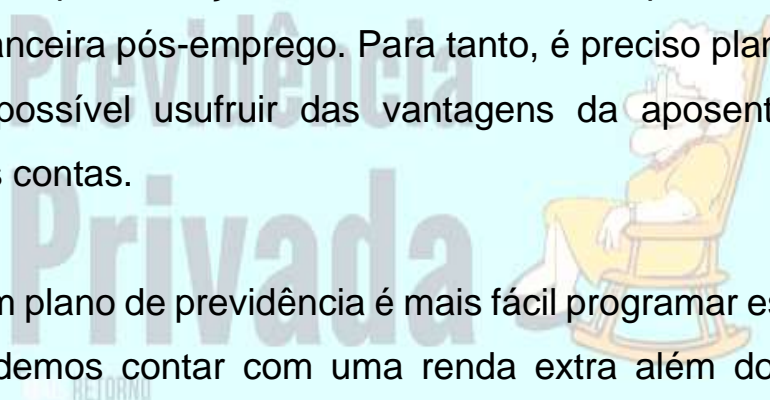 anceira pós-emprego. Para tanto, é preciso plan
Previdência
possível usufruir das vantagens da aposent
s contas.
Privada
m plano de previdência é mais fácil programar es
demos contar com uma renda extra além do
RETORNO